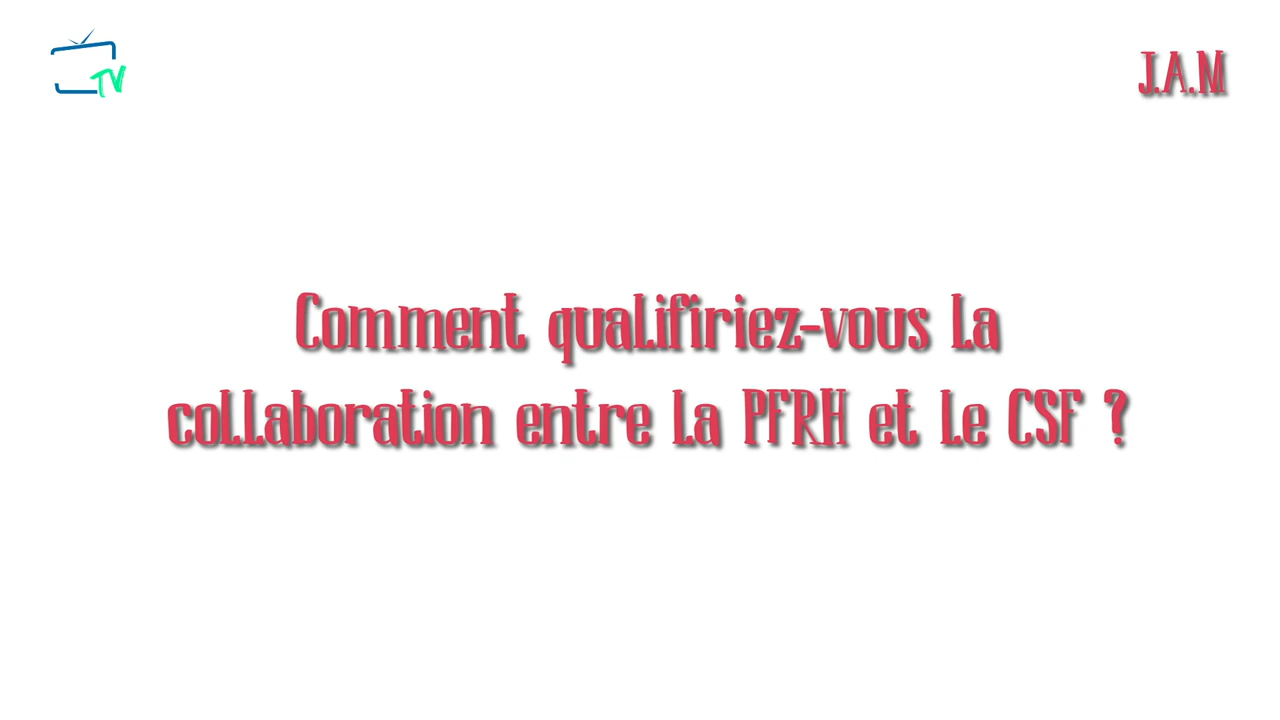 TV
J.A.M
Comment qualifiriez-vous la
collaboration entre la PFRH et le CSF ?